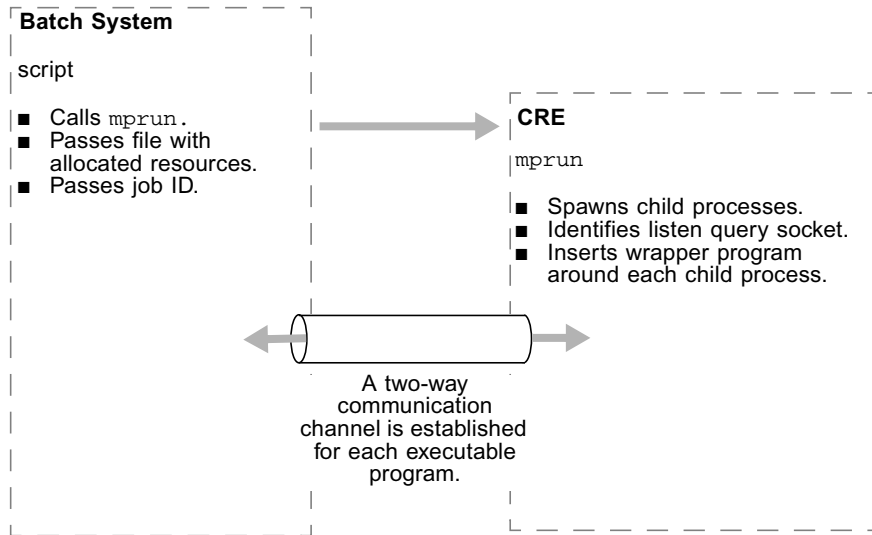 Batch System
script
■ Calls mprun.
■ Passes file with
allocated resources.
■ Passes job ID.
CRE
mprun
■ Spawns child processes.
■ Identifies listen query socket.
■ Inserts wrapper program
around each child process.
A two-way
communication
channel is established
for each executable
program.